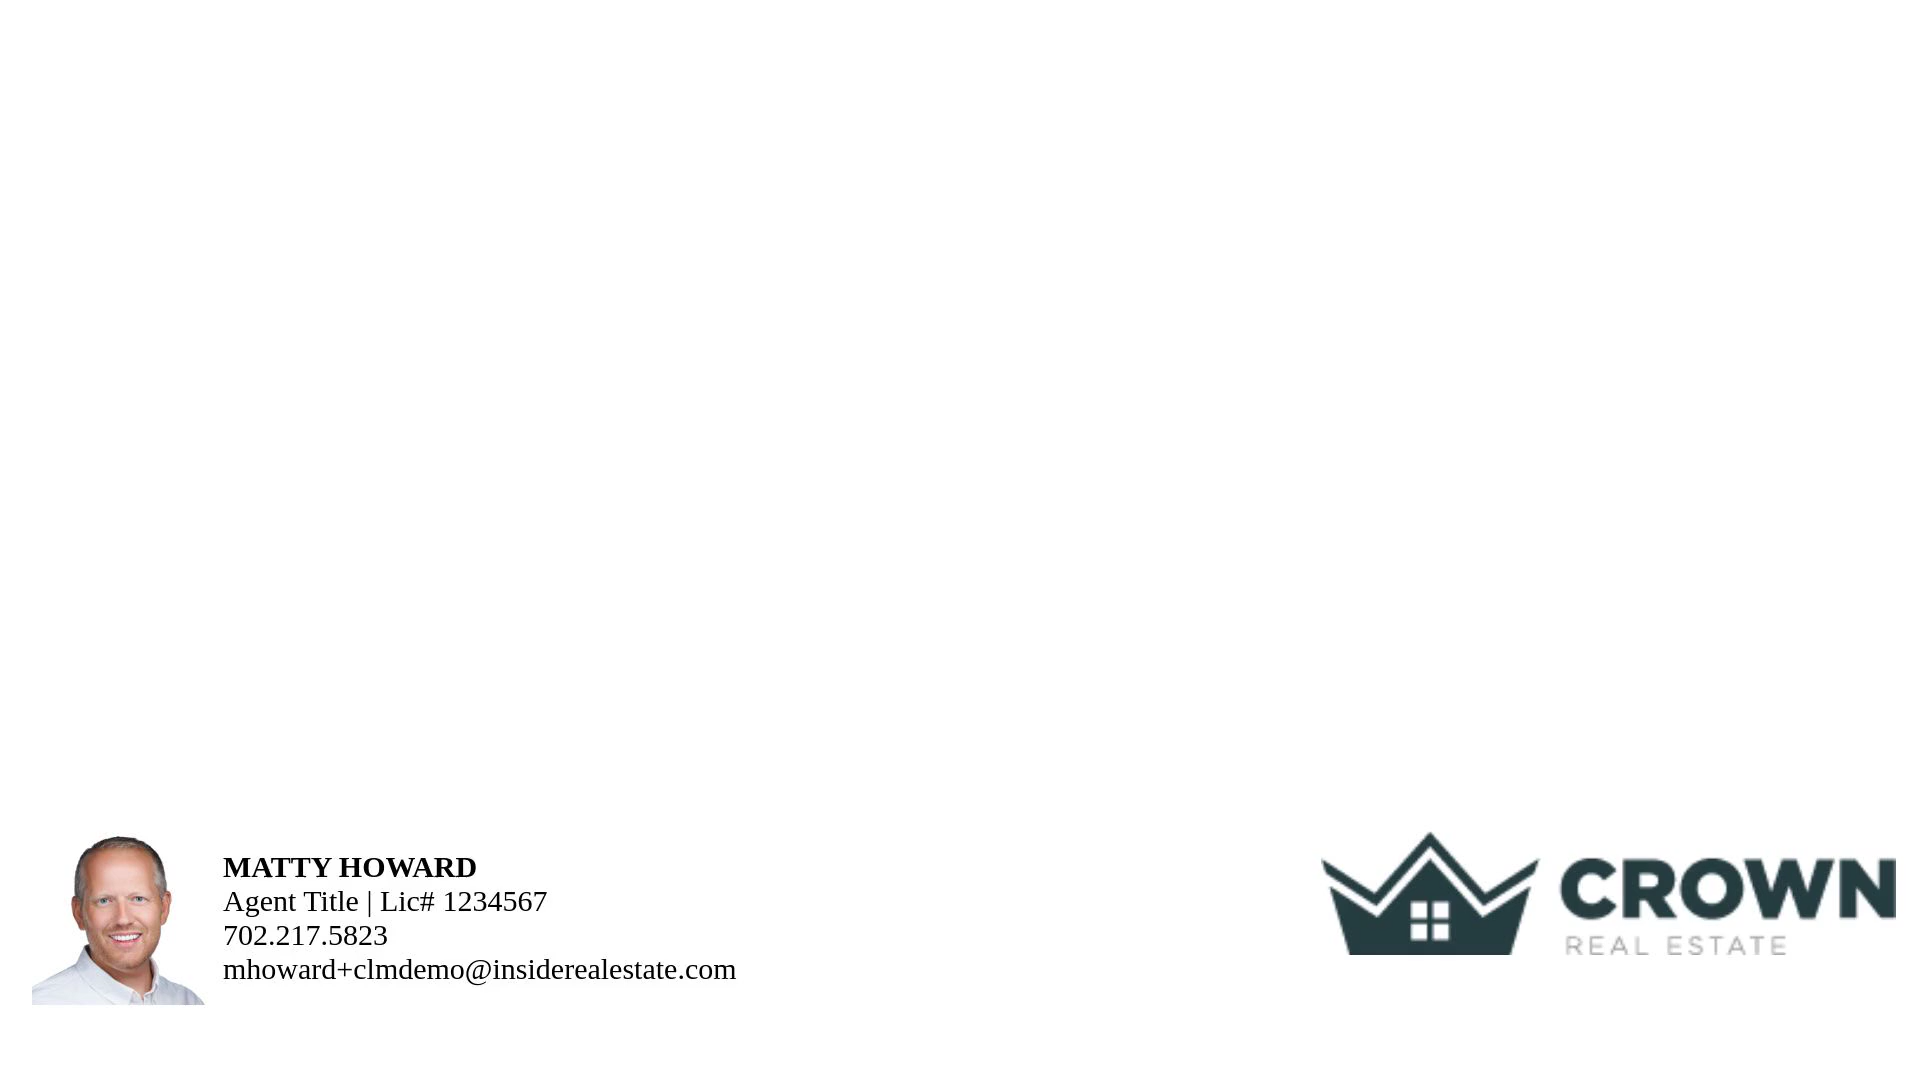 MATTY HOWARD
Agent Title | Lic# 1234567
702.217.5823
mhoward+clmdemo@insiderealestate.com
CROWN
REAL ESTATE